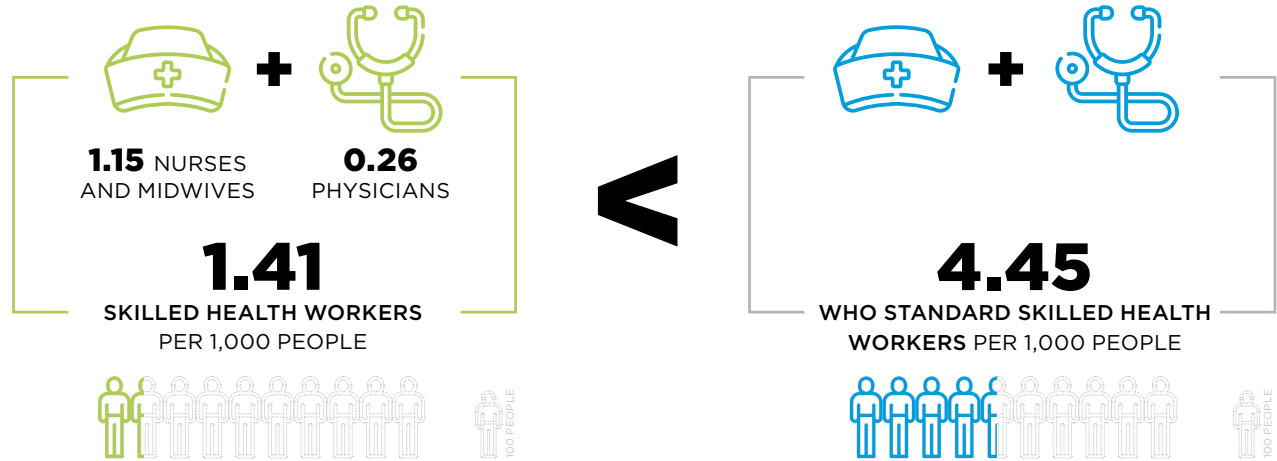 +
1.15 NURSES
AND MIDWIVES
0.26
PHYSICIANS
1.41
SKILLED HEALTH WORKERS
PER 1,000 PEOPLE
100 PEOPLE
<
+
4.45
WHO STANDARD SKILLED HEALTH
WORKERS PER 1,000 PEOPLE
100 PEOPLE